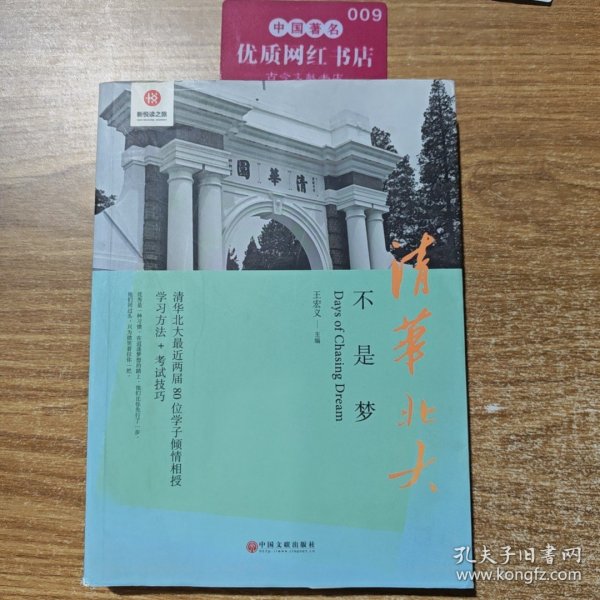 009
中国著名
优质网红书店
新悦读之旅
園華清
清華北大
不是梦
Days of Chasing Dream
王宏义 主编
清华北大最近两届80位学子倾情相授
学习方法 + 考试技巧
中国文联出版社
孔夫子旧书网
www.kongfz.com